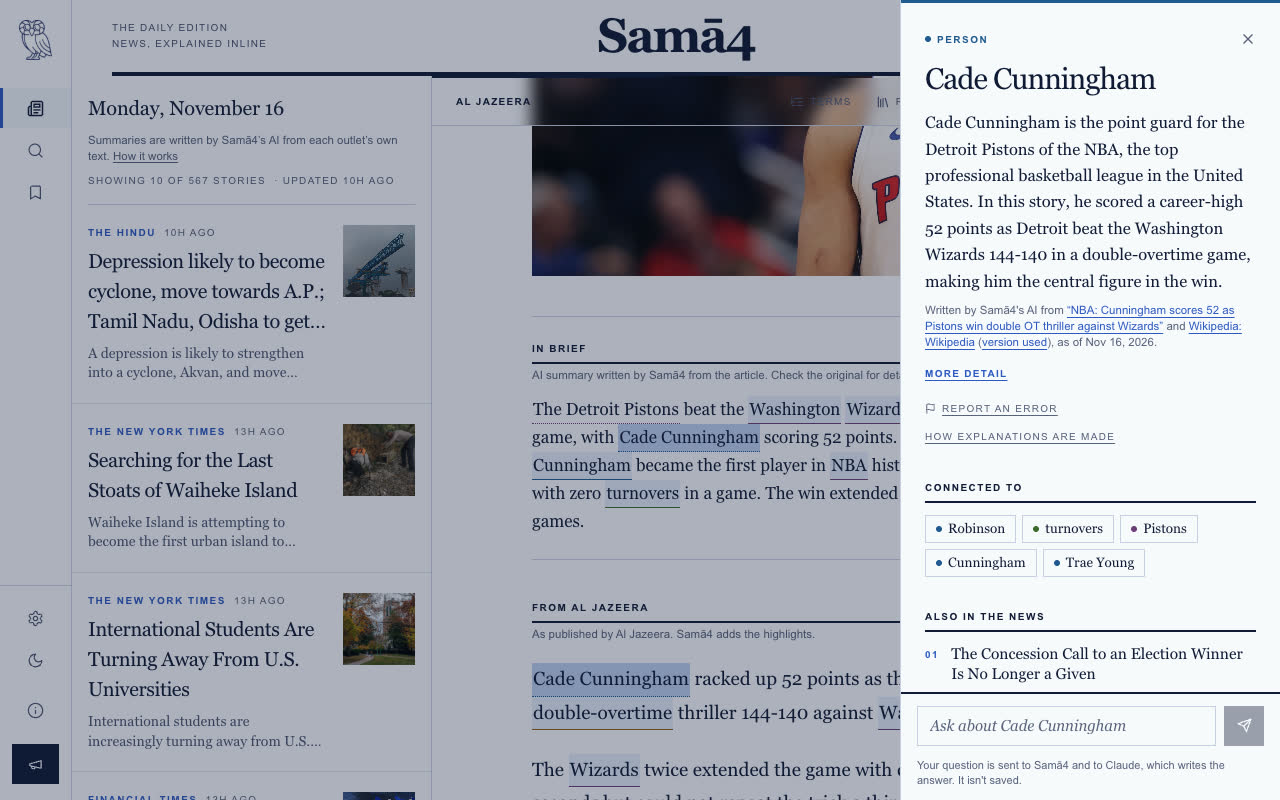 THE DAILY EDITION
NEWS, EXPLAINED INLINE
Samā4
Monday, November 16
Summaries are written by Samā4's AI from each outlet's own
text. How it works
SHOWING 10 OF 567 STORIES · UPDATED 10H AGO
THE HINDU 10H AGO
Depression likely to become
cyclone, move towards A.P.;
Tamil Nadu, Odisha to get...
A depression is likely to strengthen
into a cyclone, Akvan, and move...
THE NEW YORK TIMES 13H AGO
Searching for the Last
Stoats of Waiheke Island
Waiheke Island is attempting to
become the first urban island to...
THE NEW YORK TIMES 13H AGO
International Students Are
Turning Away From U.S.
Universities
International students are
increasingly turning away from U.S....
FINANCIAL TIMES 12H AGO
AL JAZEERA
TERMS
IN BRIEF
AI summary written by Samā4 from the article. Check the original for
The Detroit Pistons beat the Washington Wizard
game, with Cade Cunningham scoring 52 points.
Cunningham became the first player in NBA
with zero turnovers in a game. The win extended
games.
FROM AL JAZEERA
As published by Al Jazeera. Samā4 adds the highlights.
Cade Cunningham racked up 52 points as
double-overtime thriller 144-140 against
The Wizards twice extended the game with
PERSON
Cade Cunningham
Cade Cunningham is the point guard for the
Detroit Pistons of the NBA, the top
professional basketball league in the United
States. In this story, he scored a career-high
52 points as Detroit beat the Washington
Wizards 144-140 in a double-overtime game,
making him the central figure in the win.
Written by Samā4's AI from “NBA: Cunningham scores 52 as
Pistons win double OT thriller against Wizards” and Wikipedia:
Wikipedia (version used), as of Nov 16, 2026.
MORE DETAIL
REPORT AN ERROR
HOW EXPLANATIONS ARE MADE
CONNECTED TO
Robinson
turnovers
Pistons
Cunningham
Trae Young
ALSO IN THE NEWS
01 The Concession Call to an Election Winner
Is No Longer a Given
Ask about Cade Cunningham
Your question is sent to Samā4 and to Claude, which writes the
answer. It isn't saved.